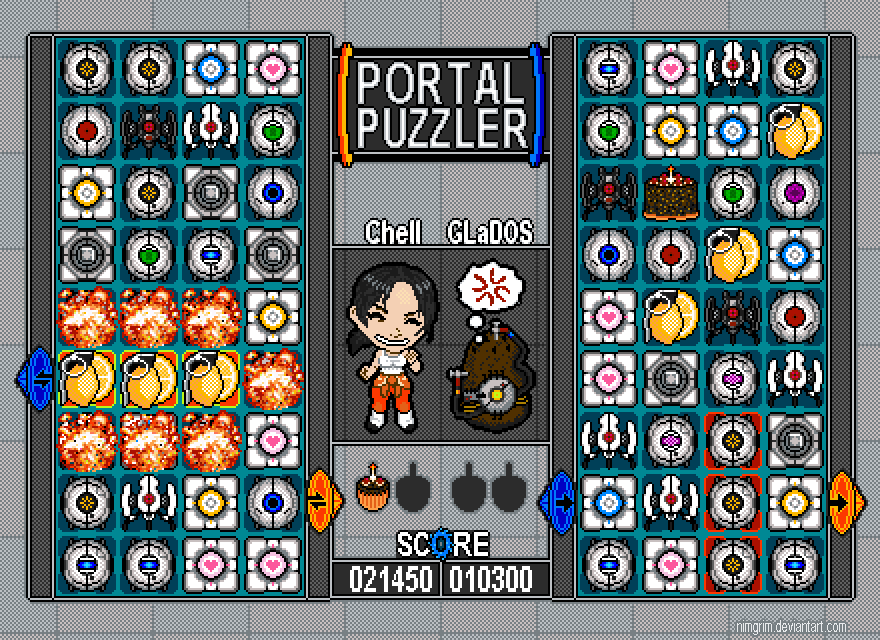 PORTAL
PUZZLER
Chell GLaDOS
SCORE
021450 010300
nimgrim.deviantart.com